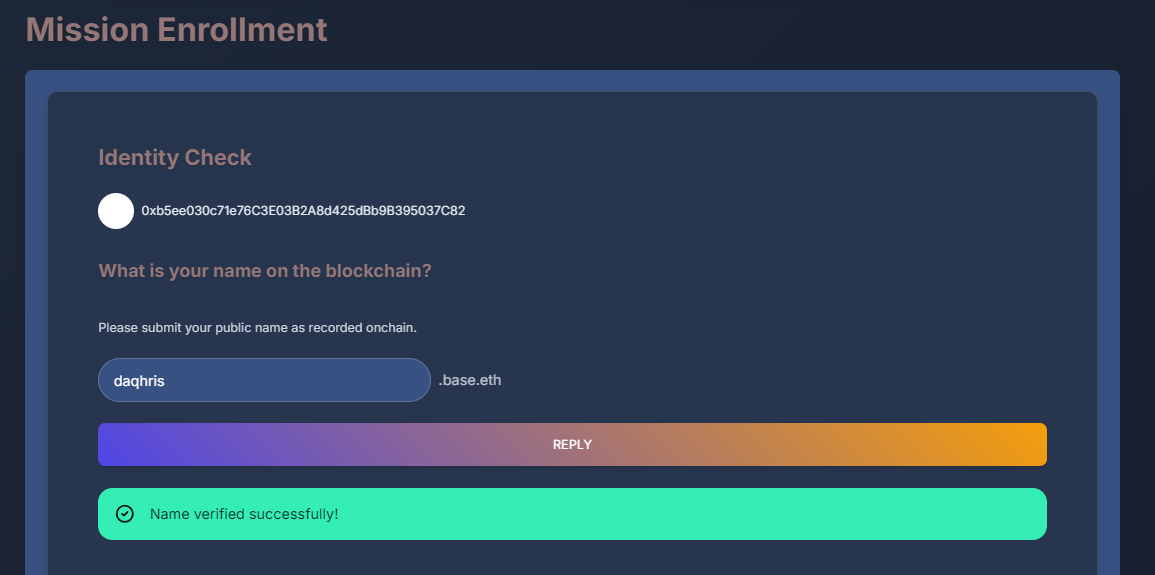 Mission Enrollment
Identity Check
0xb5ee030c71e76C3E03B2A8d425dBb9B395037C82
What is your name on the blockchain?
Please submit your public name as recorded onchain.
daqhris .base.eth
REPLY
Name verified successfully!